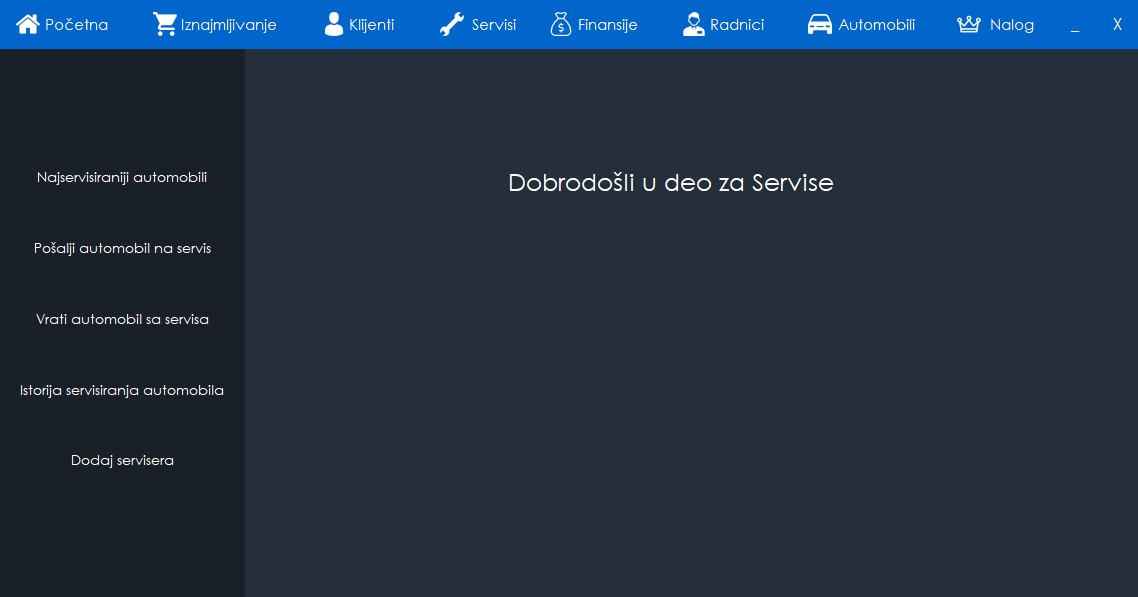 Početna Iznajmljivanje Klijenti Servisi Finansije Radnici Automobili Nalog _ X
Najservisiraniji automobili
Dobrodošli u deo za Servise
Pošalji automobil na servis
Vrati automobil sa servisa
Istorija servisiranja automobila
Dodaj servisera